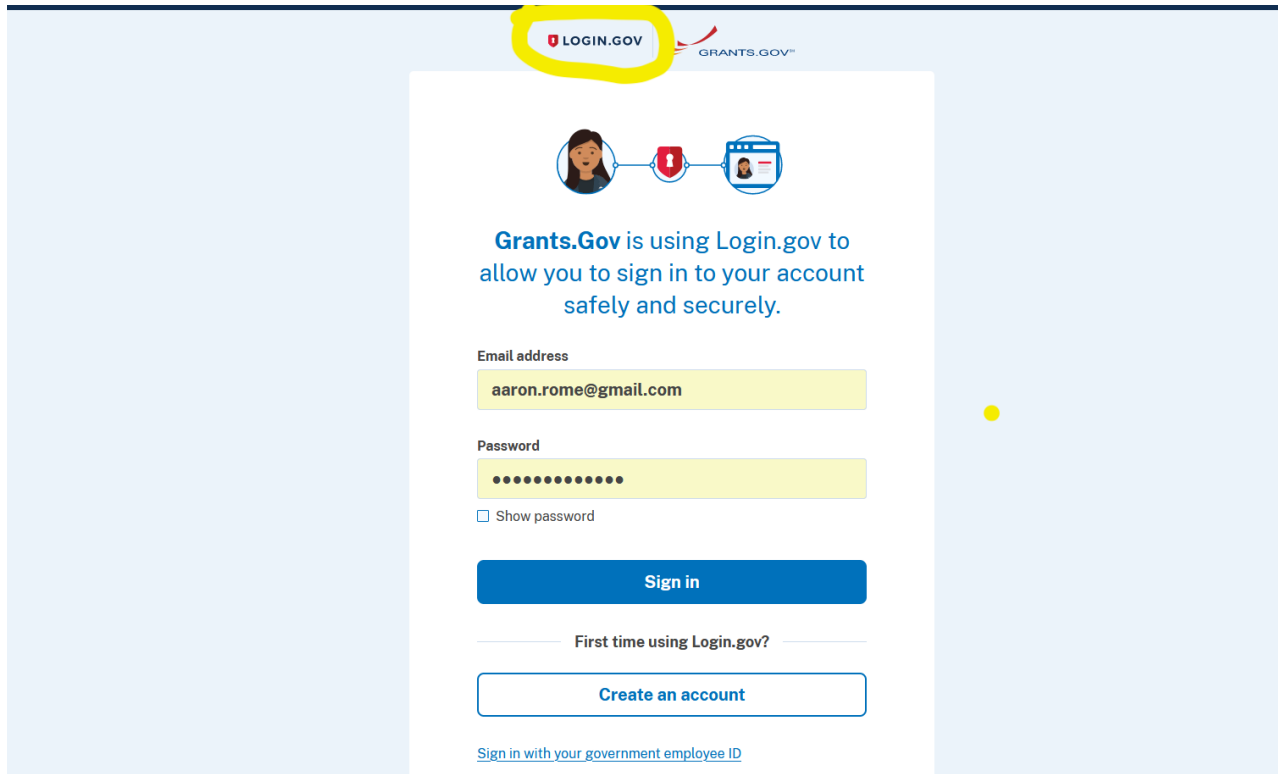 LOGIN.GOV
GRANTS.GOV℠
Grants.Gov is using Login.gov to
allow you to sign in to your account
safely and securely.
Email address
aaron.rome@gmail.com
Password
•••••••••••••
Show password
Sign in
First time using Login.gov?
Create an account
Sign in with your government employee ID